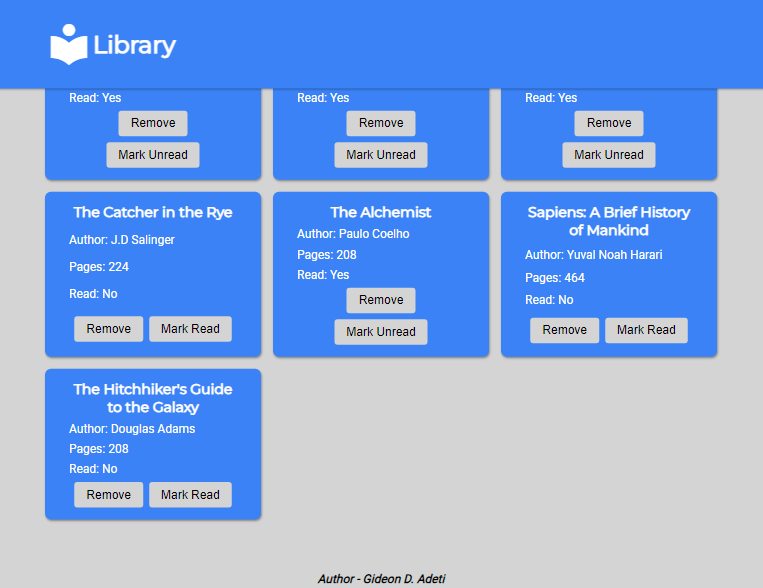 Library
Read: Yes
Remove
Mark Unread
Read: Yes
Remove
Mark Unread
Read: Yes
Remove
Mark Unread
The Catcher in the Rye
Author: J.D Salinger
Pages: 224
Read: No
Remove Mark Read
The Alchemist
Author: Paulo Coelho
Pages: 208
Read: Yes
Remove
Mark Unread
Sapiens: A Brief History
of Mankind
Author: Yuval Noah Harari
Pages: 464
Read: No
Remove Mark Read
The Hitchhiker's Guide
to the Galaxy
Author: Douglas Adams
Pages: 208
Read: No
Remove Mark Read
Author - Gideon D. Adeti